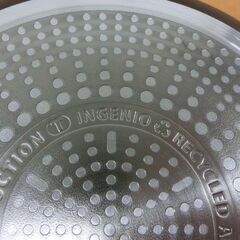 CTION INGENIO RECYCLED A